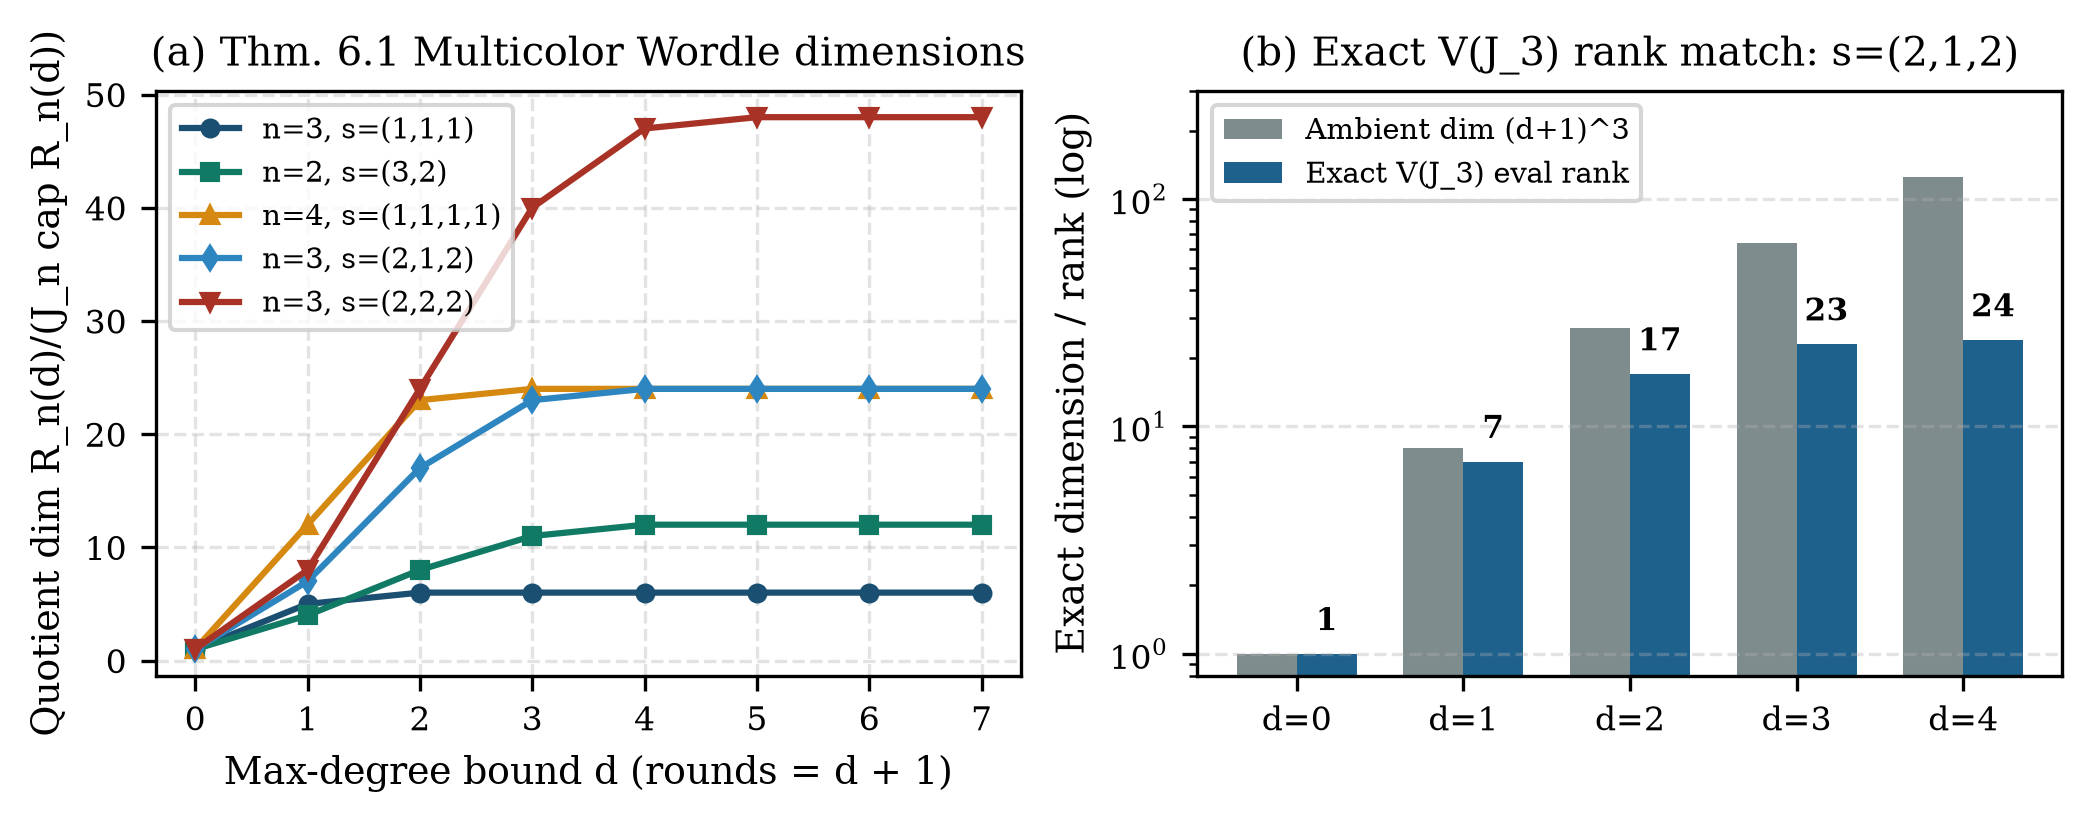 (a) Thm. 6.1 Multicolor Wordle dimensions
Quotient dim R_n(d)/(J_n cap R_n(d))
50
40
30
20
10
0
n=3, s=(1,1,1)
n=2, s=(3,2)
n=4, s=(1,1,1,1)
n=3, s=(2,1,2)
n=3, s=(2,2,2)
0 1 2 3 4 5 6 7
Max-degree bound d (rounds = d + 1)
(b) Exact V(J_3) rank match: s=(2,1,2)
Exact dimension / rank (log)
10^2
10^1
10^0
Ambient dim (d+1)^3
Exact V(J_3) eval rank
1
7
17
23
24
d=0 d=1 d=2 d=3 d=4